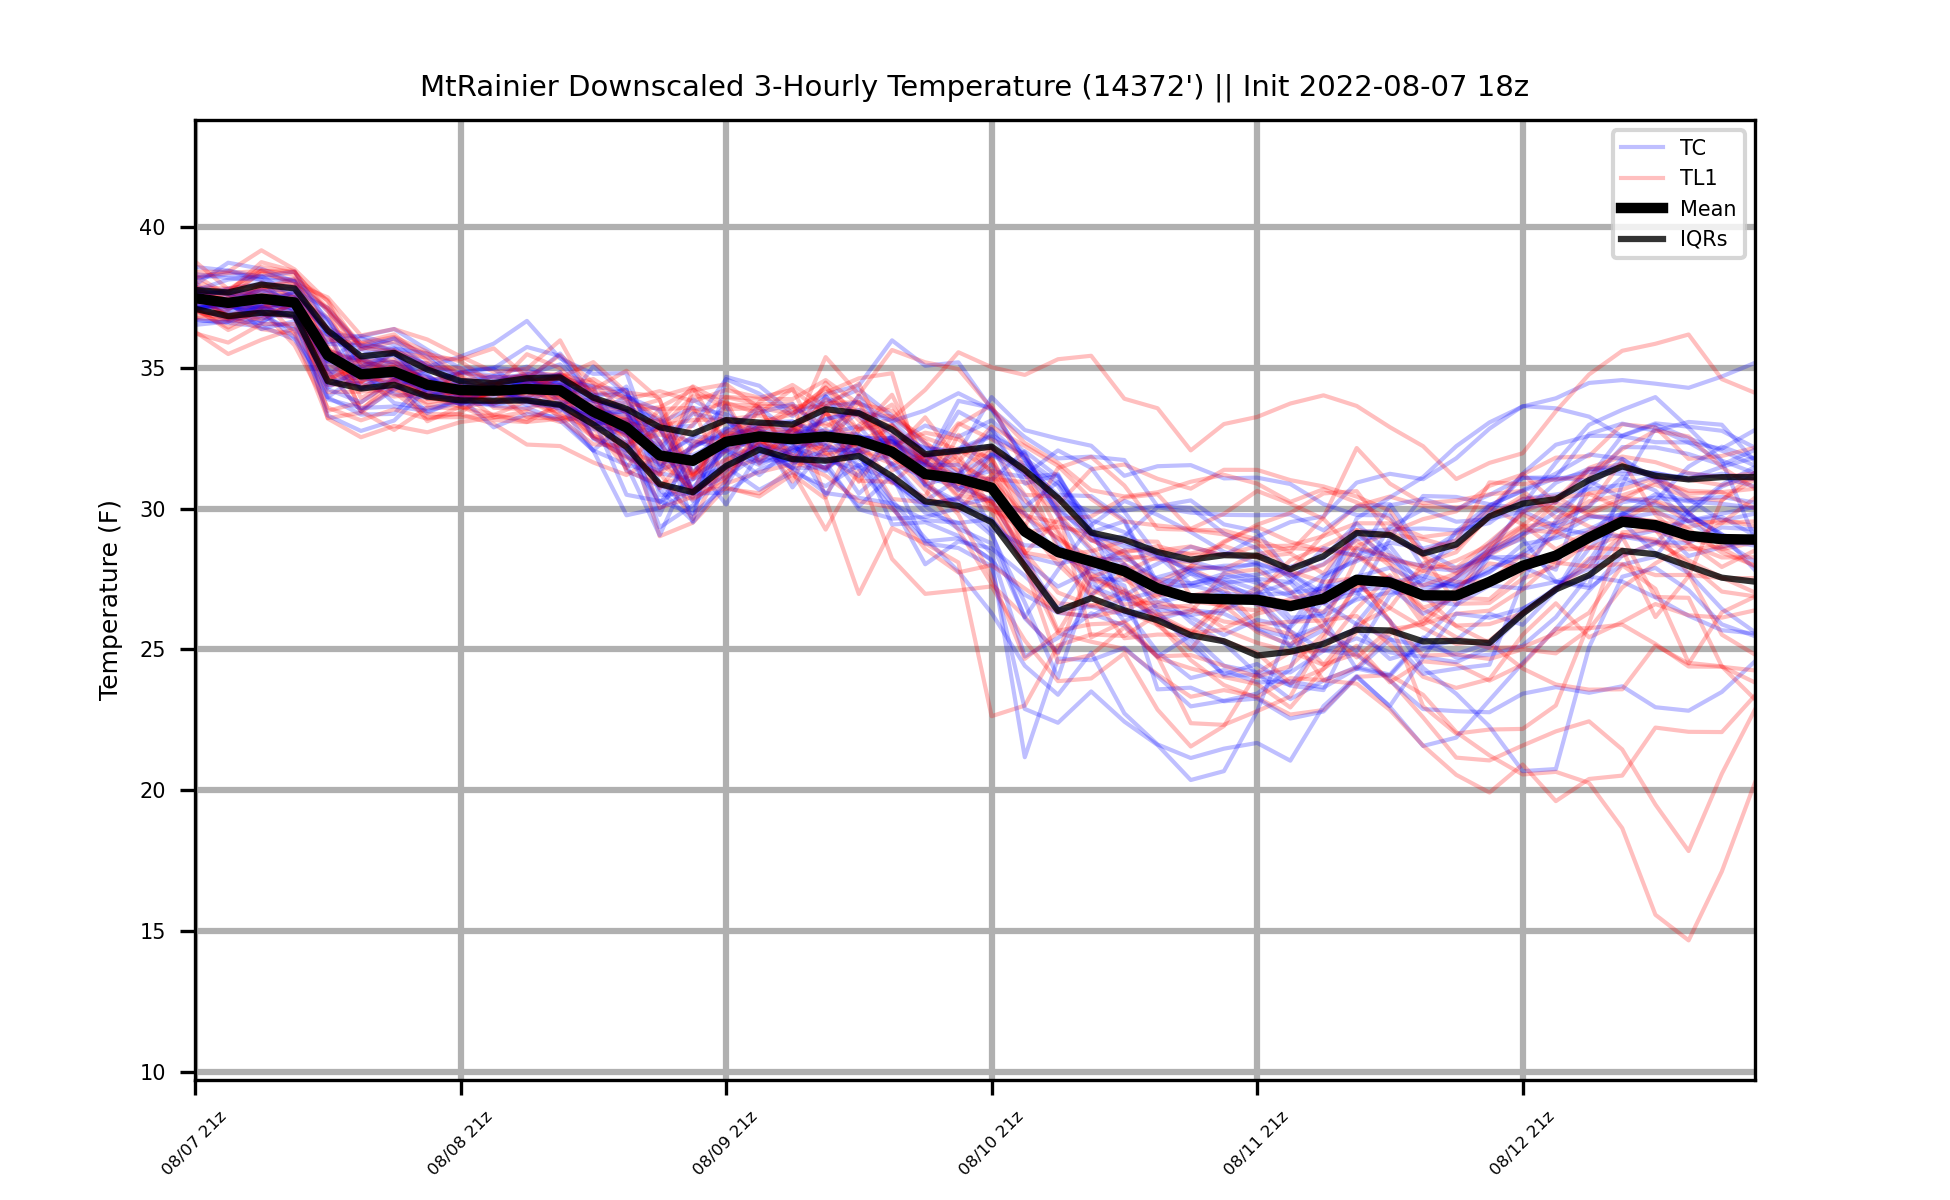 MtRainier Downscaled 3-Hourly Temperature (14372') || Init 2022-08-07 18z
TC
TL1
Mean
IQRs
Temperature (F)
40
35
30
25
20
15
10
08/07 21z
08/08 21z
08/09 21z
08/10 21z
08/11 21z
08/12 21z